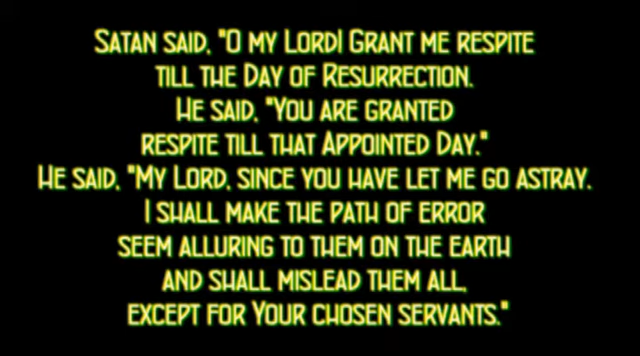 Satan said, "O my Lord! Grant me respite
till the Day of Resurrection.
He said, "You are granted
respite till that Appointed Day."
He said, "My Lord, since you have let me go astray.
I shall make the path of error
seem alluring to them on the earth
and shall mislead them all,
except for Your chosen servants."